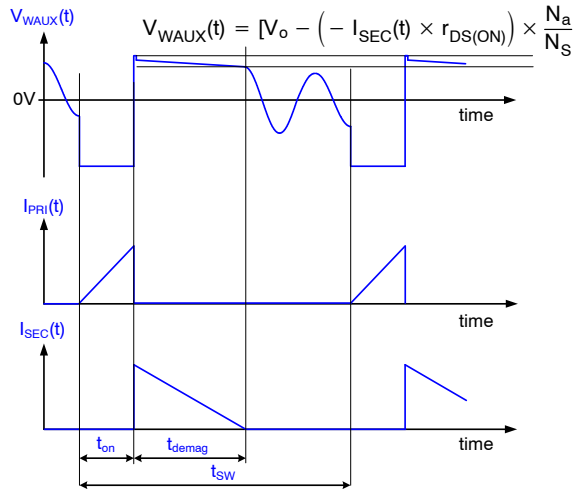 V_WAUX(t) = [V_o − (− I_SEC(t) × r_DS(ON)) × N_a/N_S
V_WAUX(t)
0V
time
I_PRI(t)
time
I_SEC(t)
time
t_on
t_demag
t_SW